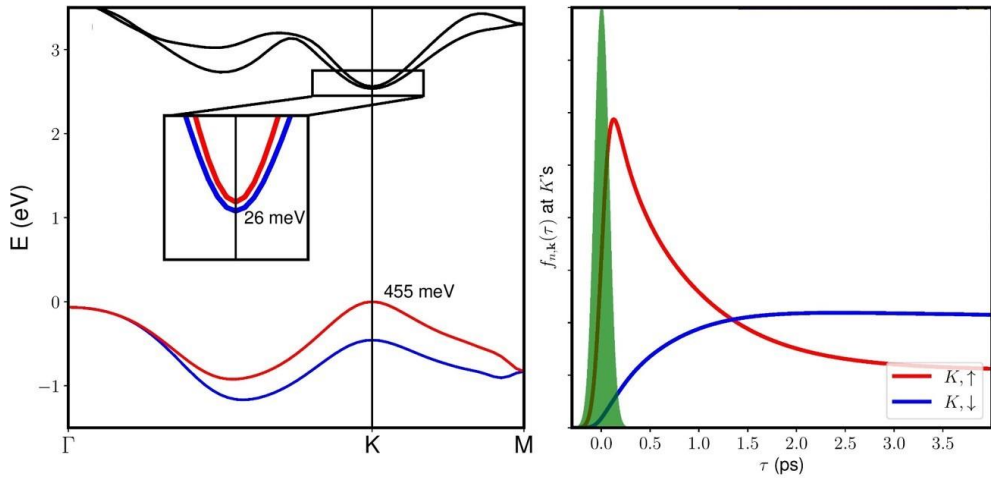 3
2
1
0
−1
E (eV)
26 meV
455 meV
Γ
K
M
f_{n,k}(τ) at K's
K, ↑
K, ↓
0.0
0.5
1.0
1.5
2.0
2.5
3.0
3.5
τ (ps)